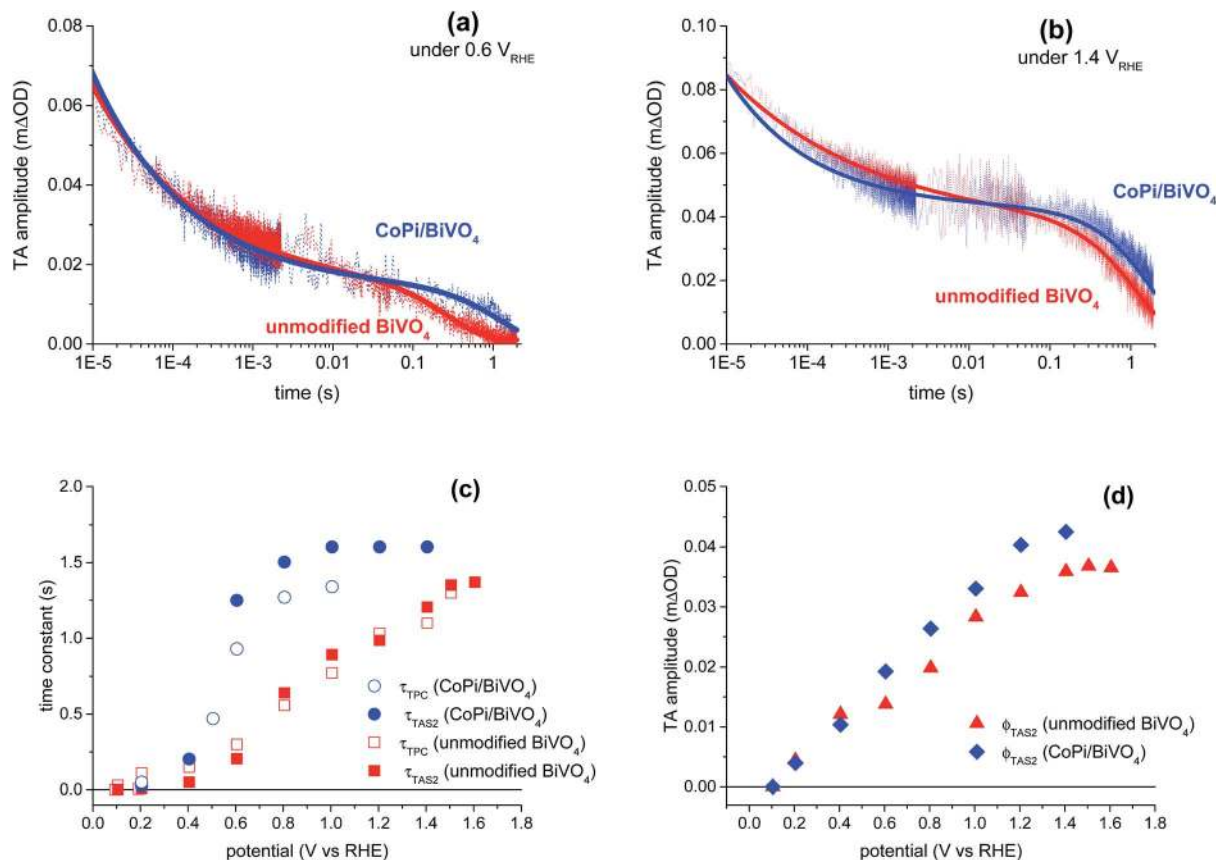 (a)
under 0.6 V_RHE
TA amplitude (mΔOD)
0.08
0.06
0.04
0.02
0.00
CoPi/BiVO₄
unmodified BiVO₄
1E-5 1E-4 1E-3 0.01 0.1 1
time (s)
(b)
under 1.4 V_RHE
TA amplitude (mΔOD)
0.10
0.08
0.06
0.04
0.02
0.00
CoPi/BiVO₄
unmodified BiVO₄
1E-5 1E-4 1E-3 0.01 0.1 1
time (s)
(c)
time constant (s)
2.0
1.5
1.0
0.5
0.0
τ_TPC (CoPi/BiVO₄)
τ_TAS2 (CoPi/BiVO₄)
τ_TPC (unmodified BiVO₄)
τ_TAS2 (unmodified BiVO₄)
0.0 0.2 0.4 0.6 0.8 1.0 1.2 1.4 1.6 1.8
potential (V vs RHE)
(d)
TA amplitude (mΔOD)
0.05
0.04
0.03
0.02
0.01
0.00
ϕ_TAS2 (unmodified BiVO₄)
ϕ_TAS2 (CoPi/BiVO₄)
0.0 0.2 0.4 0.6 0.8 1.0 1.2 1.4 1.6 1.8
potential (V vs RHE)